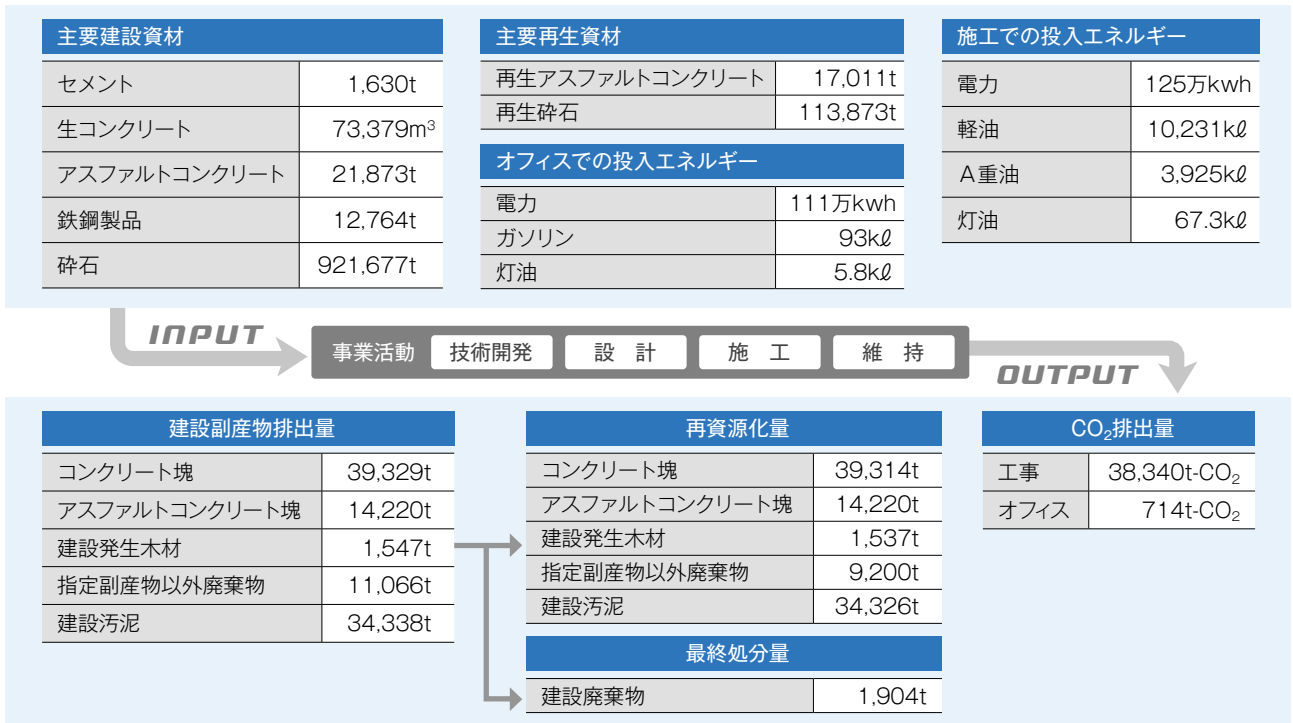 主要建設資材
セメント 1,630t
生コンクリート 73,379m³
アスファルトコンクリート 21,873t
鉄鋼製品 12,764t
砕石 921,677t
主要再生資材
再生アスファルトコンクリート 17,011t
再生砕石 113,873t
オフィスでの投入エネルギー
電力 111万kwh
ガソリン 93kℓ
灯油 5.8kℓ
施工での投入エネルギー
電力 125万kwh
軽油 10,231kℓ
A重油 3,925kℓ
灯油 67.3kℓ
INPUT
事業活動 技術開発 設 計 施 工 維 持
OUTPUT
建設副産物排出量
コンクリート塊 39,329t
アスファルトコンクリート塊 14,220t
建設発生木材 1,547t
指定副産物以外廃棄物 11,066t
建設汚泥 34,338t
再資源化量
コンクリート塊 39,314t
アスファルトコンクリート塊 14,220t
建設発生木材 1,537t
指定副産物以外廃棄物 9,200t
建設汚泥 34,326t
最終処分量
建設廃棄物 1,904t
CO₂排出量
工事 38,340t-CO₂
オフィス 714t-CO₂